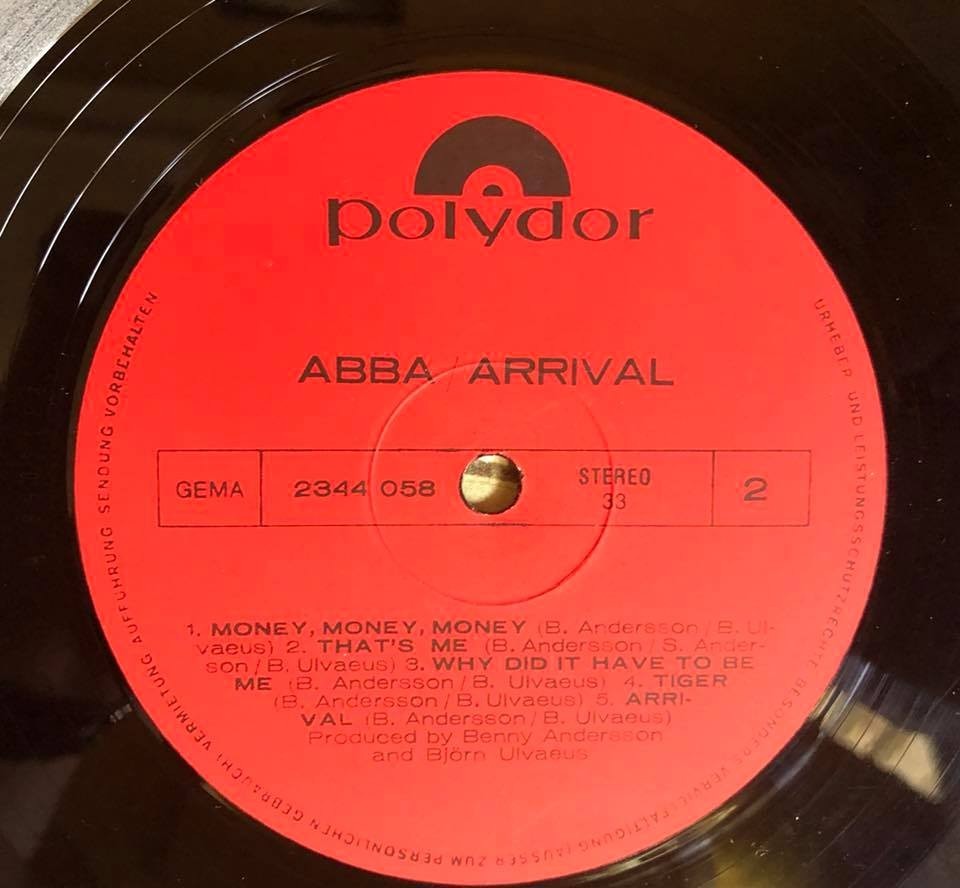 polydor
ABBA / ARRIVAL
GEMA
2344 058
STEREO
33
2
1. MONEY, MONEY, MONEY (B. Andersson / B. Ul-
vaeus) 2. THAT'S ME (B. Andersson / S. Ander-
son / B. Ulvaeus) 3. WHY DID IT HAVE TO BE
ME (B. Andersson / B. Ulvaeus) 4. TIGER
(B. Andersson / B. Ulvaeus) 5. ARRI-
VAL (B. Andersson / B. Ulvaeus)
Produced by Benny Andersson
and Björn Ulvaeus
URHEBER UND LEISTUNGSSCHUTZRECHTE BESONDERS VERVIELFÄLTIGUNG (AUSSER ZUM PERSÖNLICHEN GEBRAUCH) VERMIETUNG AUFFÜHRUNG SENDUNG VORBEHALTEN